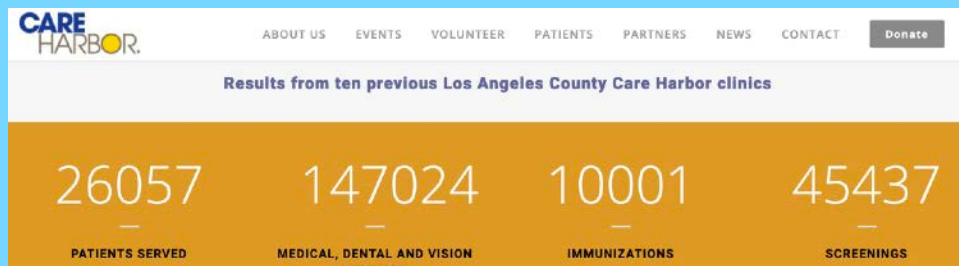 CARE
HARBOR.
ABOUT US EVENTS VOLUNTEER PATIENTS PARTNERS NEWS CONTACT Donate
Results from ten previous Los Angeles County Care Harbor clinics
26057 147024 10001 45437
PATIENTS SERVED MEDICAL, DENTAL AND VISION IMMUNIZATIONS SCREENINGS